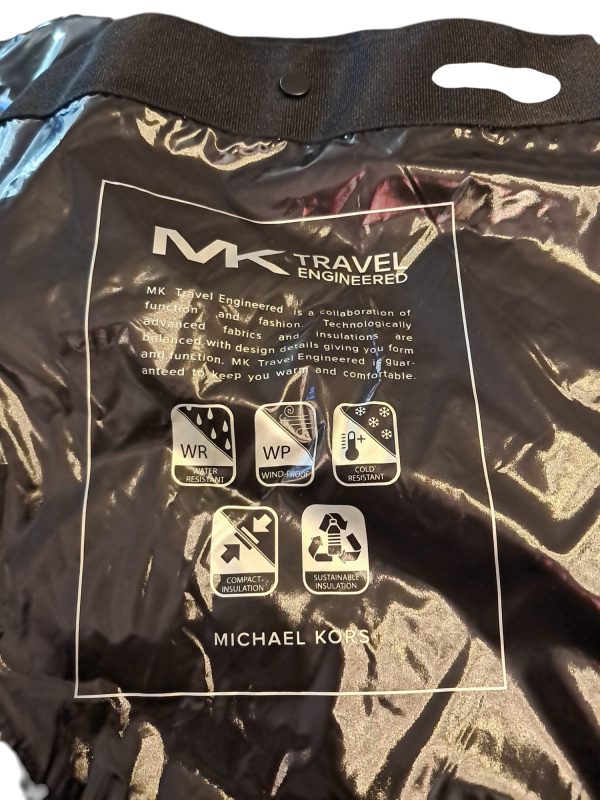 MK TRAVEL
ENGINEERED
MK Travel Engineered is a collaboration of
function and fashion. Technologically
advanced fabrics and insulations are
balanced with design details giving you form
and function. MK Travel Engineered is guar-
anteed to keep you warm and comfortable.
WR
WATER
RESISTANT
WP
WIND-PROOF
COLD
RESISTANT
COMPACT
INSULATION
SUSTAINABLE
INSULATION
MICHAEL KORS